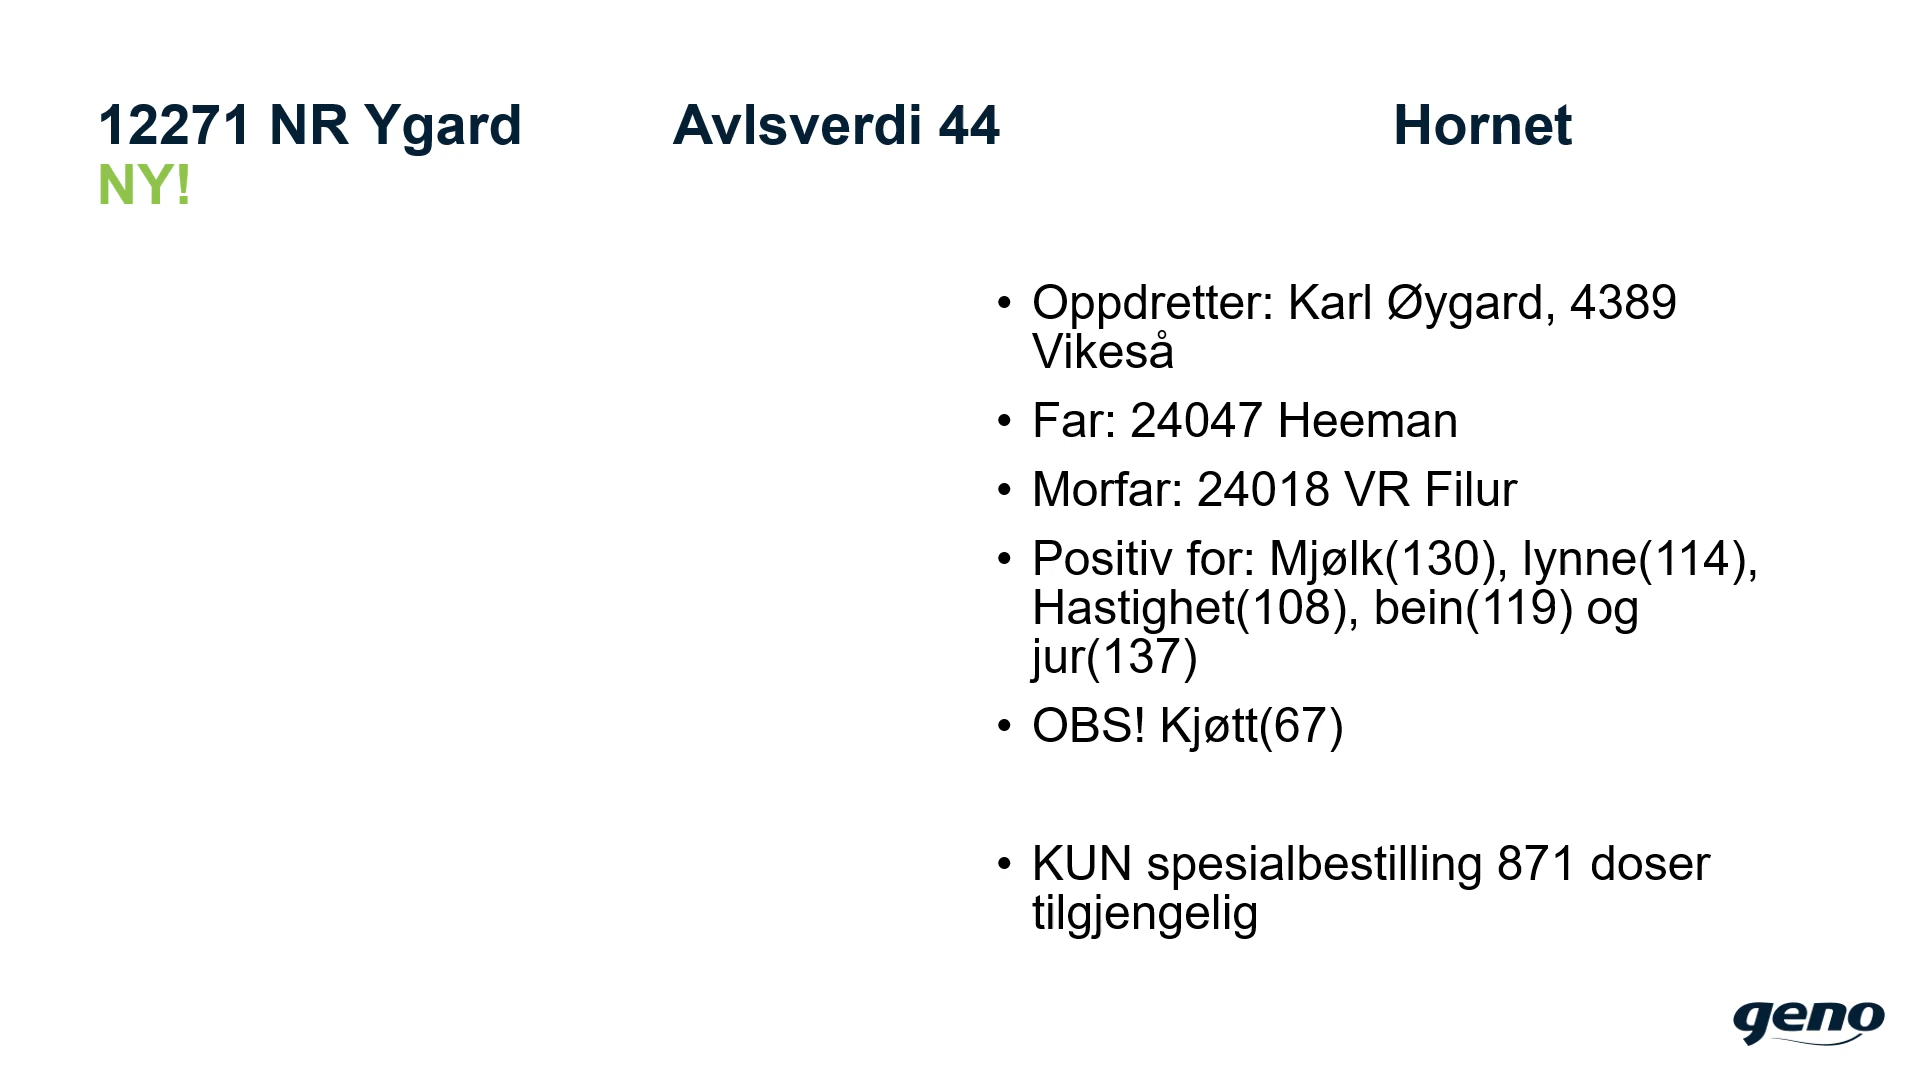 12271 NR Ygard Avlsverdi 44 Hornet
NY!
• Oppdretter: Karl Øygard, 4389
Vikeså
• Far: 24047 Heeman
• Morfar: 24018 VR Filur
• Positiv for: Mjølk(130), lynne(114),
Hastighet(108), bein(119) og
jur(137)
• OBS! Kjøtt(67)
• KUN spesialbestilling 871 doser
tilgjengelig
geno